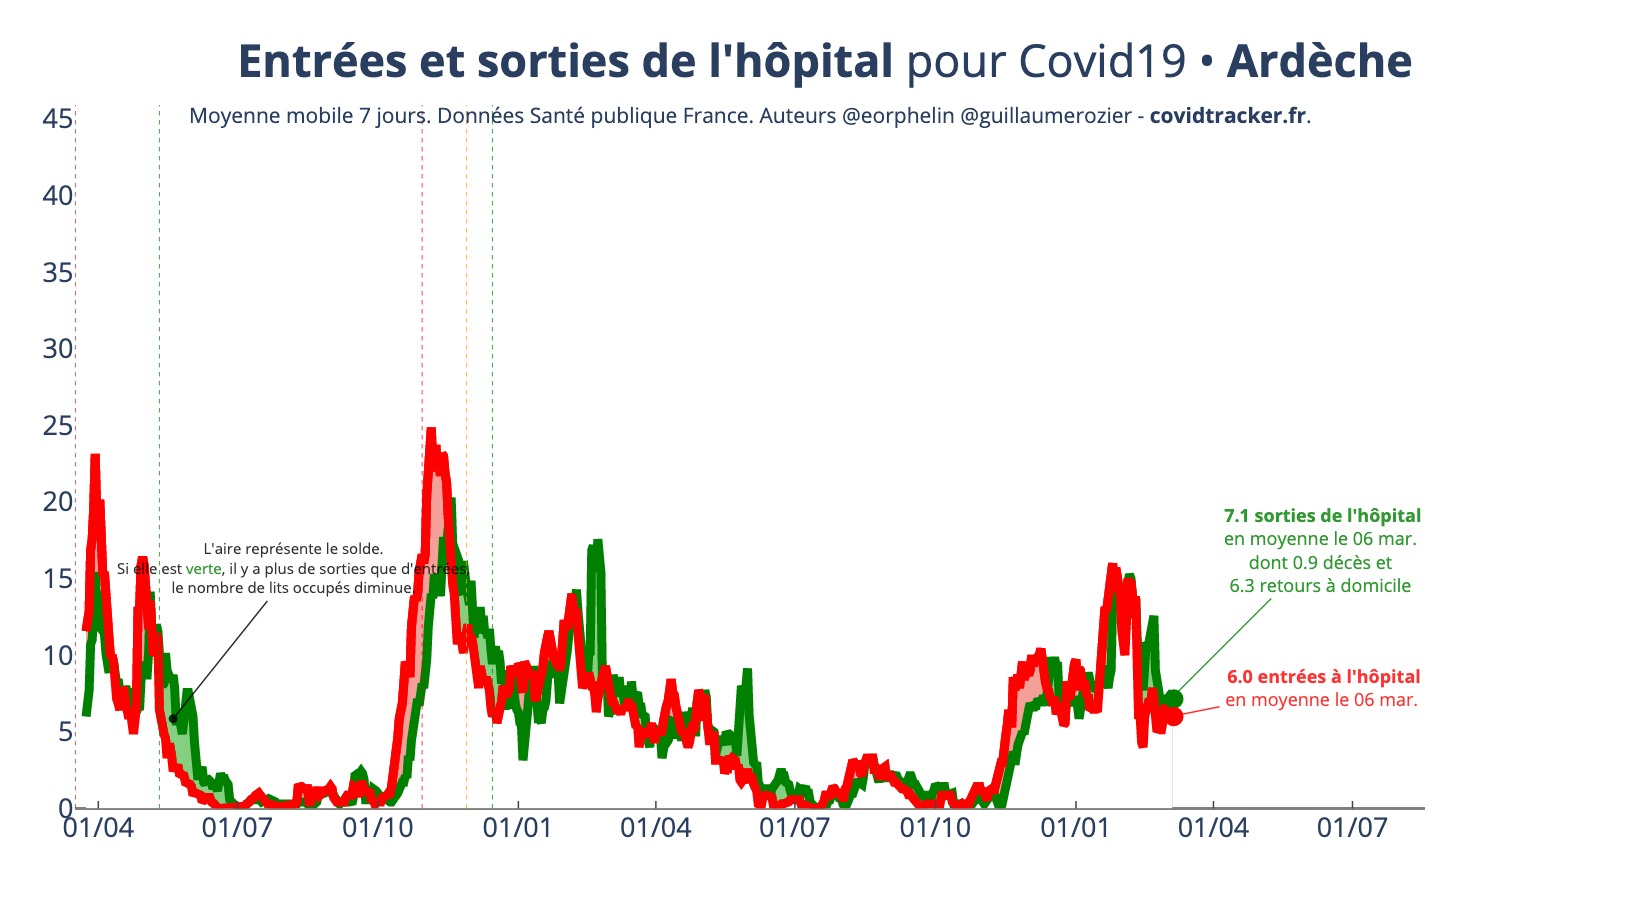 Entrées et sorties de l'hôpital pour Covid19 • Ardèche
Moyenne mobile 7 jours. Données Santé publique France. Auteurs @eorphelin @guillaumerozier - covidtracker.fr.
45
40
35
30
25
20
15
10
5
0
L'aire représente le solde.
Si elle est verte, il y a plus de sorties que d'entrées,
le nombre de lits occupés diminue.
7.1 sorties de l'hôpital
en moyenne le 06 mar.
dont 0.9 décès et
6.3 retours à domicile
6.0 entrées à l'hôpital
en moyenne le 06 mar.
01/04 01/07 01/10 01/01 01/04 01/07 01/10 01/01 01/04 01/07